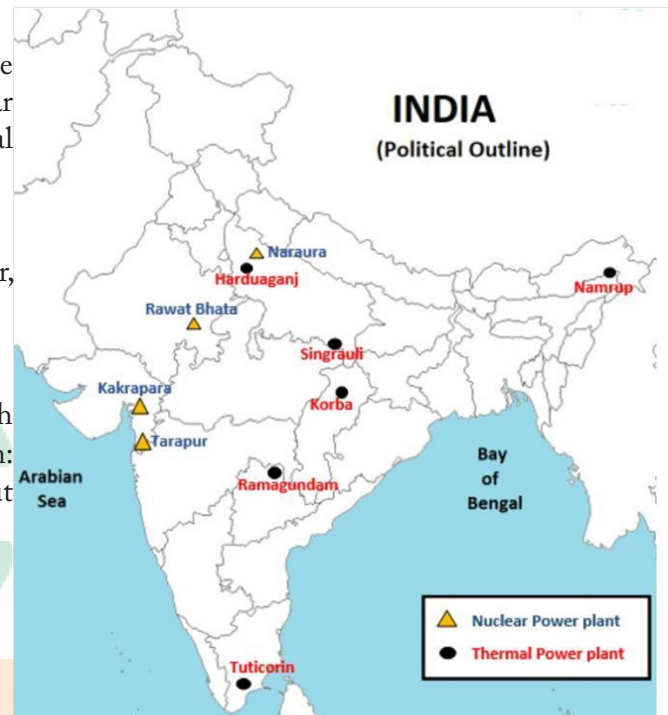 INDIA
(Political Outline)
Naraura
Harduaganj
Namrup
Rawat Bhata
Singrauli
Kakrapara
Korba
Tarapur
Arabian
Sea
Bay
of
Bengal
Ramagundam
Nuclear Power plant
Thermal Power plant
Tuticorin